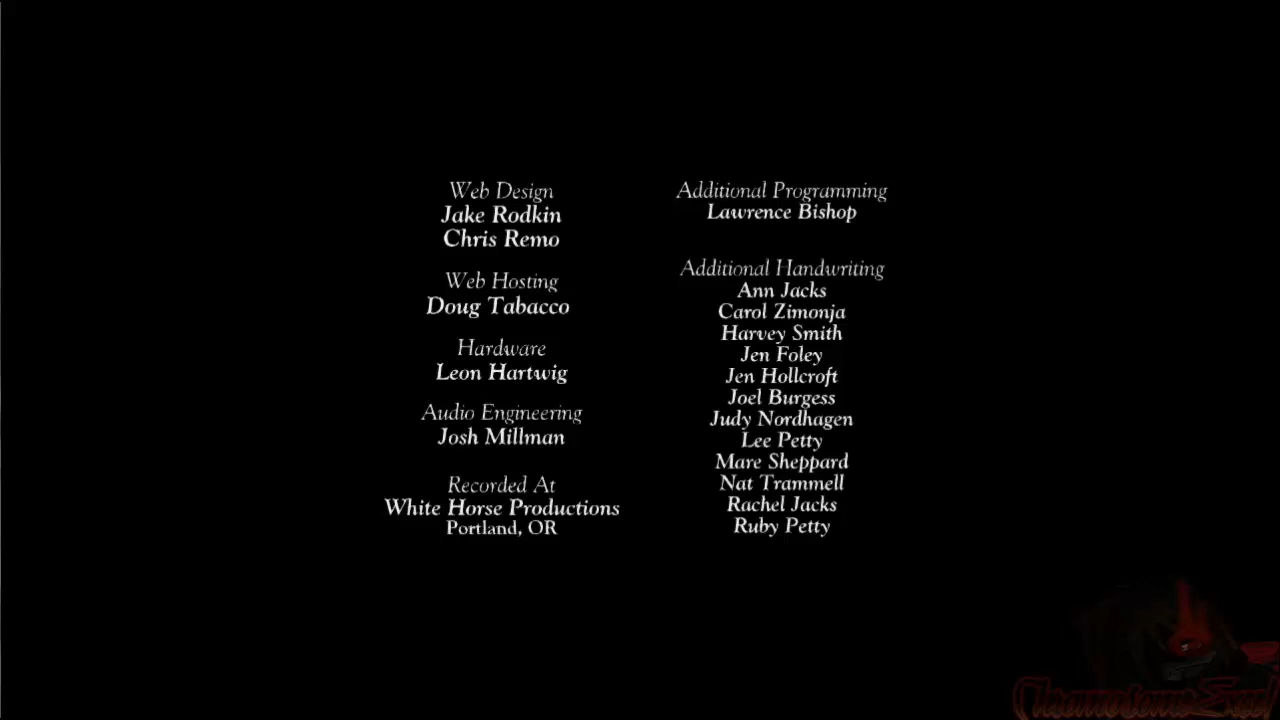 Web Design
Jake Rodkin
Chris Remo
Web Hosting
Doug Tabacco
Hardware
Leon Hartwig
Audio Engineering
Josh Millman
Recorded At
White Horse Productions
Portland, OR
Additional Programming
Lawrence Bishop
Additional Handwriting
Ann Jacks
Carol Zimonja
Harvey Smith
Jen Foley
Jen Hollcroft
Joel Burgess
Judy Nordhagen
Lee Petty
Mare Sheppard
Nat Trammell
Rachel Jacks
Ruby Petty